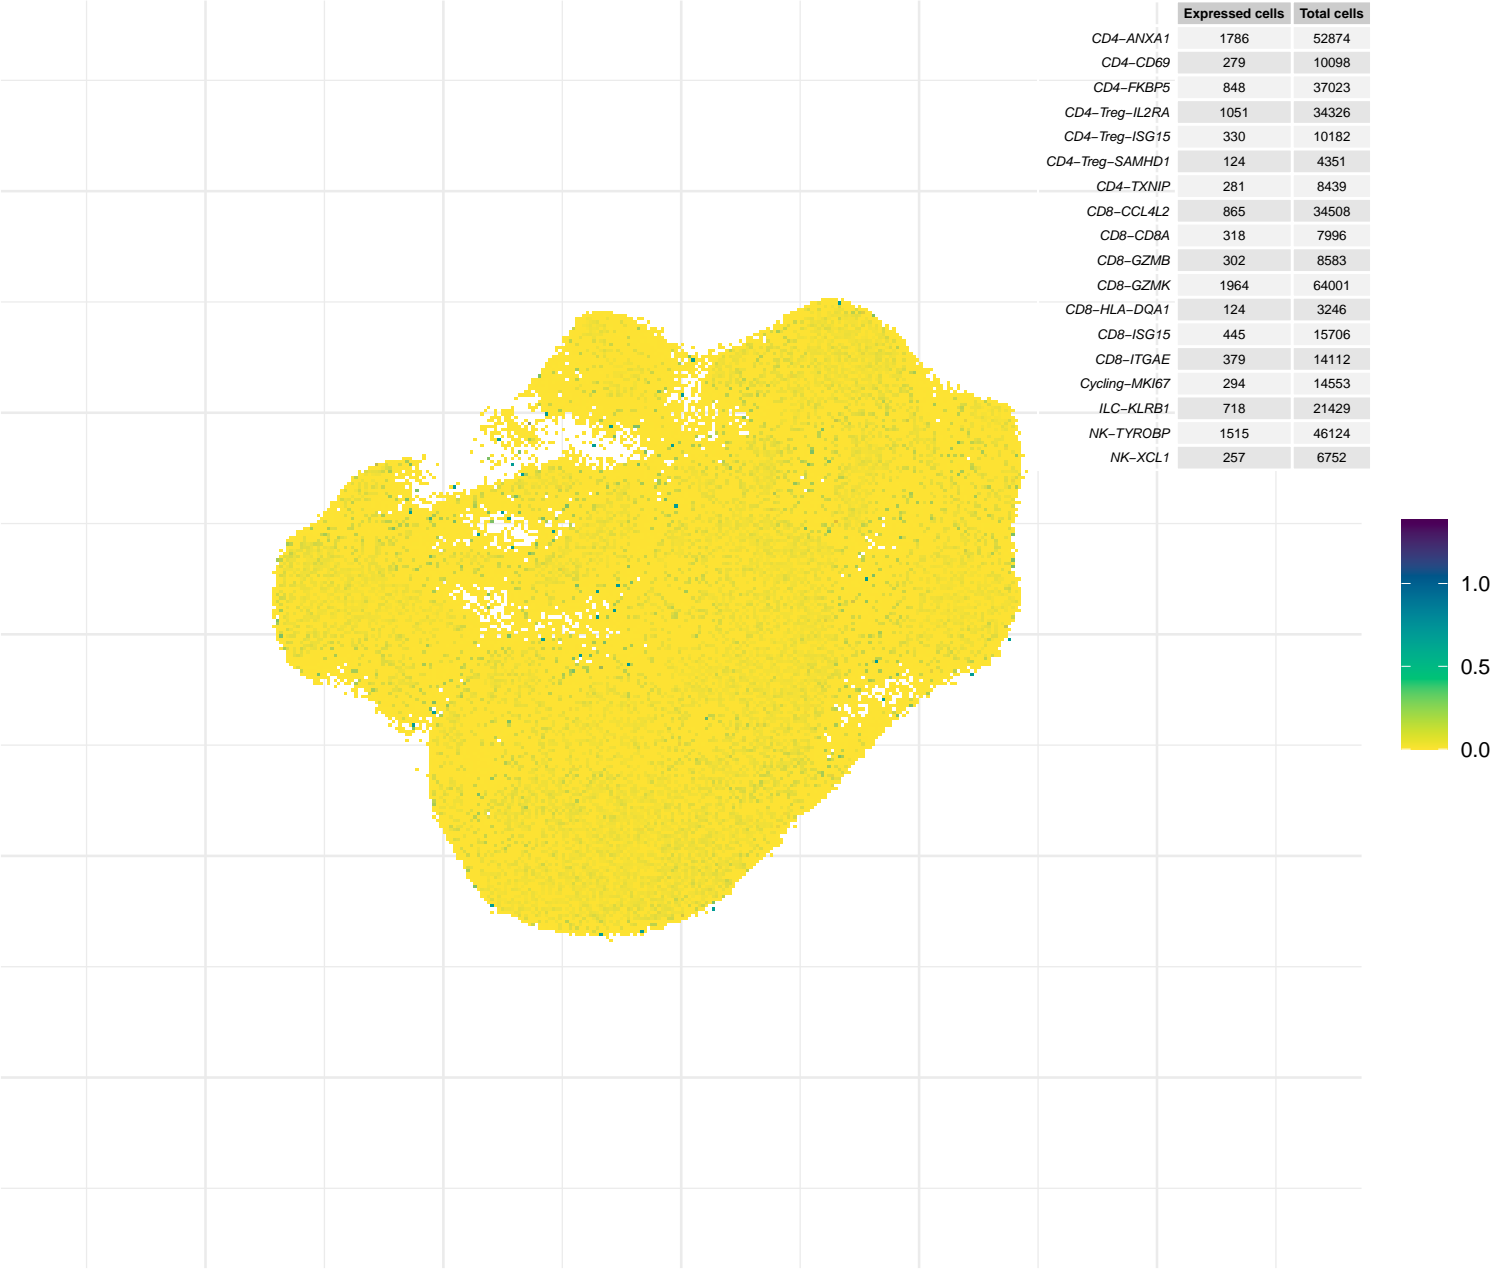 Expressed cells Total cells
CD4−ANXA1 1786 52874
CD4−CD69 279 10098
CD4−FKBP5 848 37023
CD4−Treg−IL2RA 1051 34326
CD4−Treg−ISG15 330 10182
CD4−Treg−SAMHD1 124 4351
CD4−TXNIP 281 8439
CD8−CCL4L2 865 34508
CD8−CD8A 318 7996
CD8−GZMB 302 8583
CD8−GZMK 1964 64001
CD8−HLA−DQA1 124 3246
CD8−ISG15 445 15706
CD8−ITGAE 379 14112
Cycling−MKI67 294 14553
ILC−KLRB1 718 21429
NK−TYROBP 1515 46124
NK−XCL1 257 6752
1.0
0.5
0.0